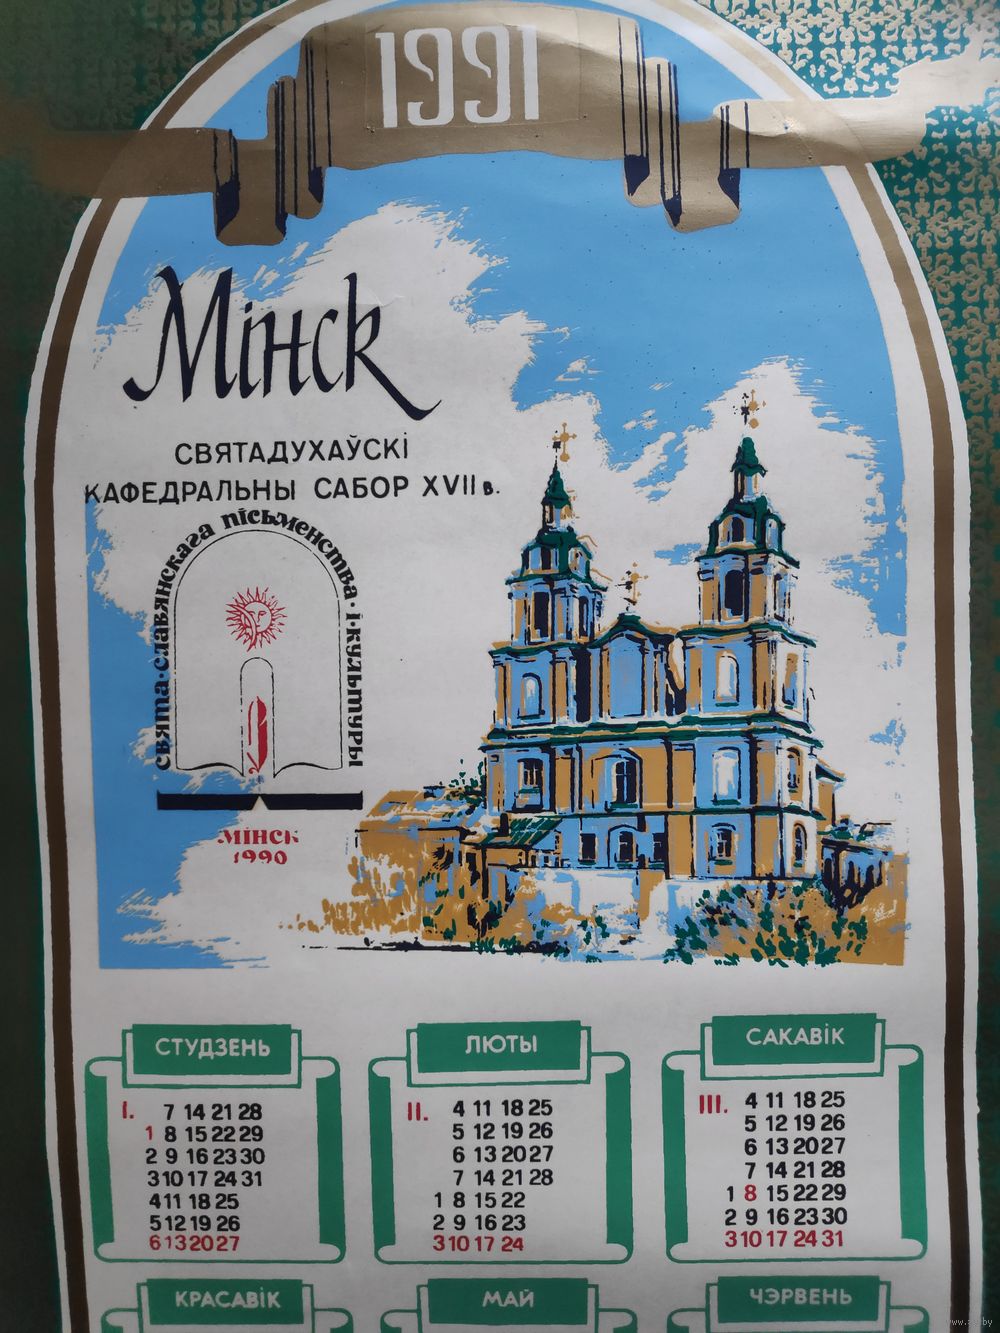 1991
Мінск
СВЯТАДУХАЎСКІ
КАФЕДРАЛЬНЫ САБОР XVII в.
свята·славянскага пісьменства·і·культуры
МІНСК
1990
СТУДЗЕНЬ
I. 7 14 21 28
1 8 15 22 29
2 9 16 23 30
3 10 17 24 31
4 11 18 25
5 12 19 26
6 13 20 27
ЛЮТЫ
II. 4 11 18 25
5 12 19 26
6 13 20 27
7 14 21 28
1 8 15 22
2 9 16 23
3 10 17 24
САКАВІК
III. 4 11 18 25
5 12 19 26
6 13 20 27
7 14 21 28
1 8 15 22 29
2 9 16 23 30
3 10 17 24 31
КРАСАВІК
МАЙ
ЧЭРВЕНЬ